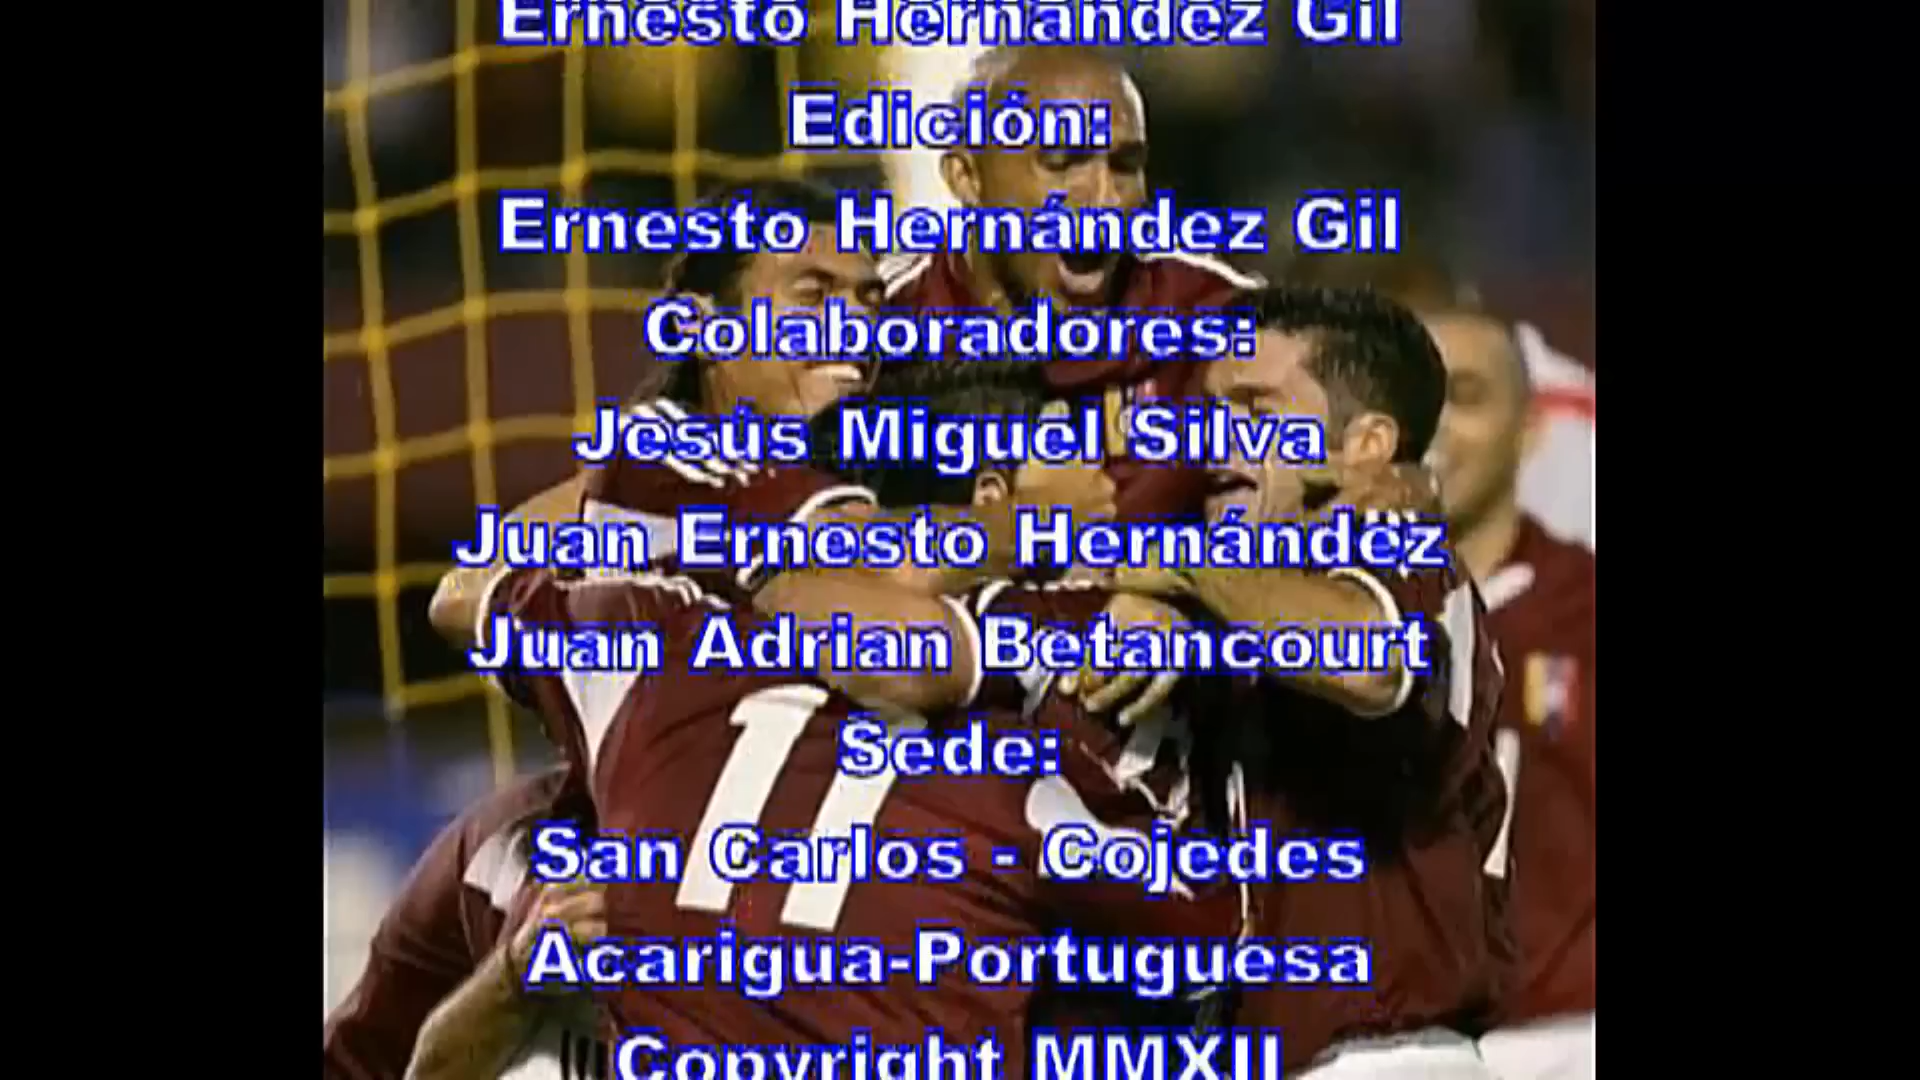 Ernesto Hernández Gil
Edición:
Ernesto Hernández Gil
Colaboradores:
Jesús Miguel Silva
Juan Ernesto Hernández
Juan Adrian Betancourt
Sede:
San Carlos - Cojedes
Acarigua-Portuguesa
Copyright MMXII
11